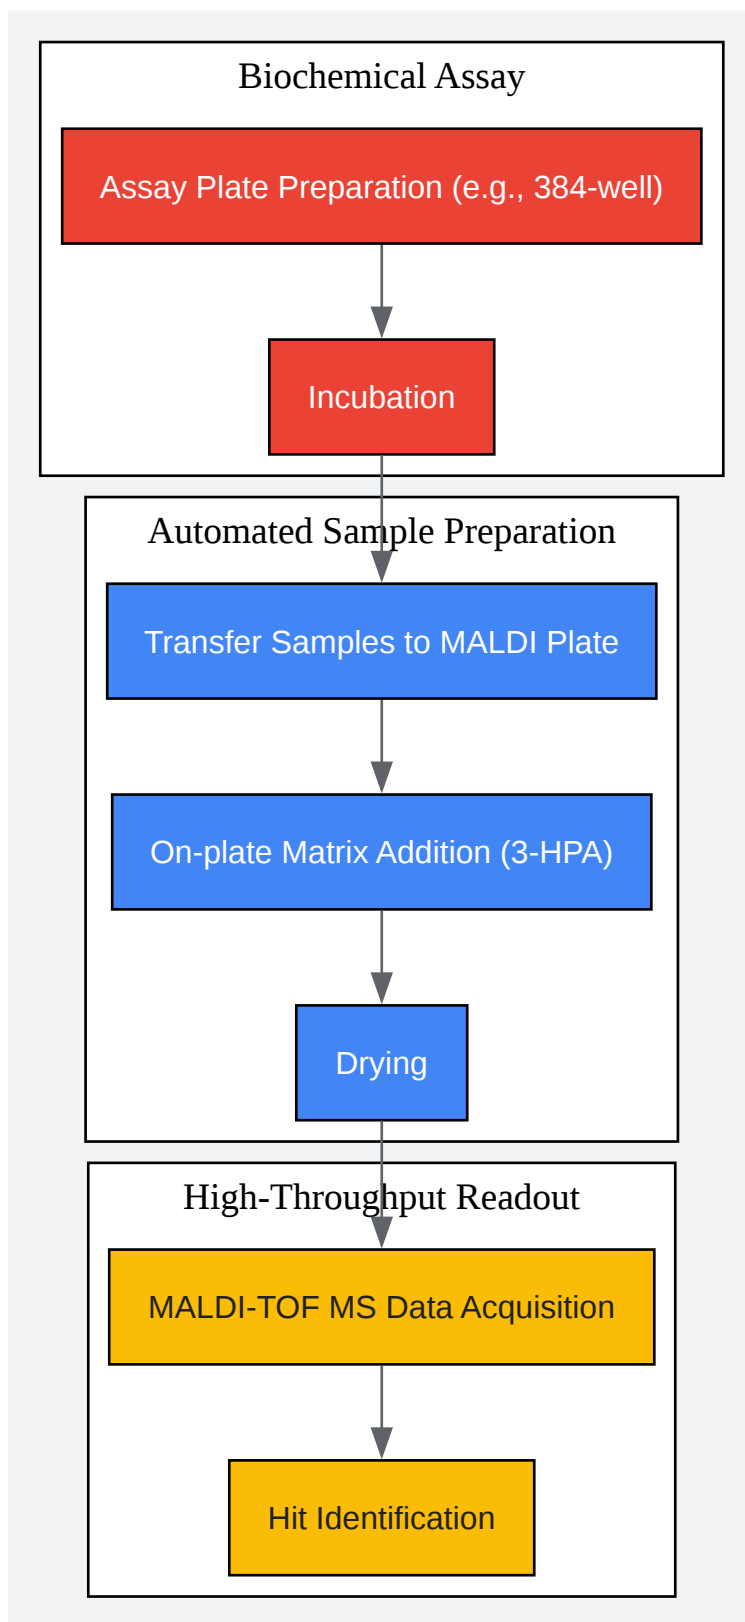 Biochemical Assay
Assay Plate Preparation (e.g., 384-well)
Incubation
Automated Sample Preparation
Transfer Samples to MALDI Plate
On-plate Matrix Addition (3-HPA)
Drying
High-Throughput Readout
MALDI-TOF MS Data Acquisition
Hit Identification